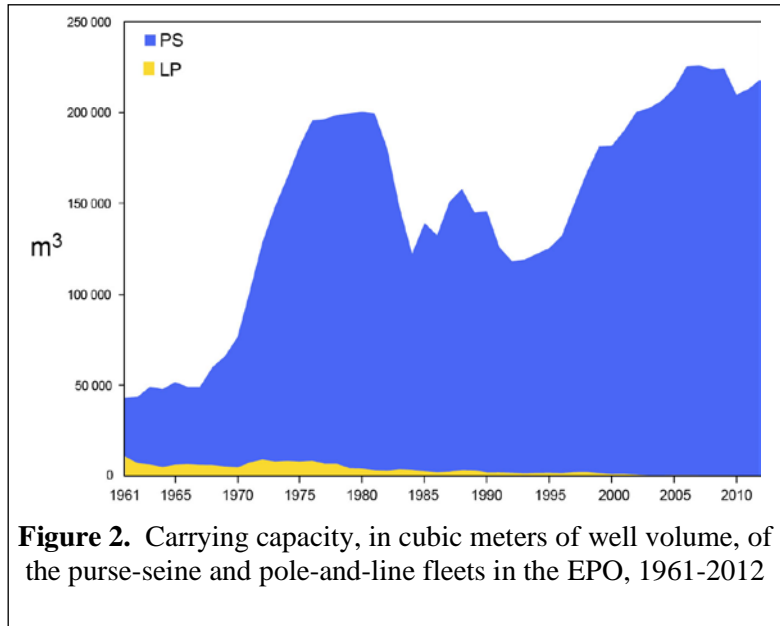 250 000
PS
LP
200 000
150 000
m³
100 000
50 000
0
1961 1965 1970 1975 1980 1985 1990 1995 2000 2005 2010
Figure 2. Carrying capacity, in cubic meters of well volume, of
the purse-seine and pole-and-line fleets in the EPO, 1961-2012